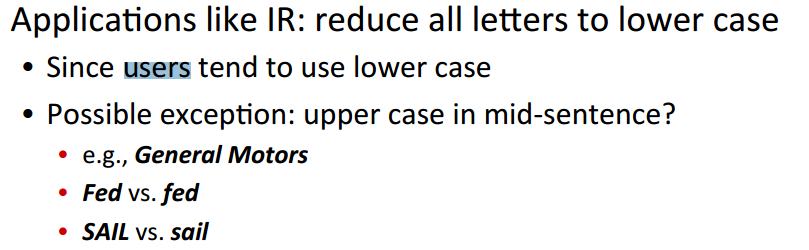 Applications like IR: reduce all letters to lower case
• Since users tend to use lower case
• Possible exception: upper case in mid-sentence?
• e.g., General Motors
• Fed vs. fed
• SAIL vs. sail